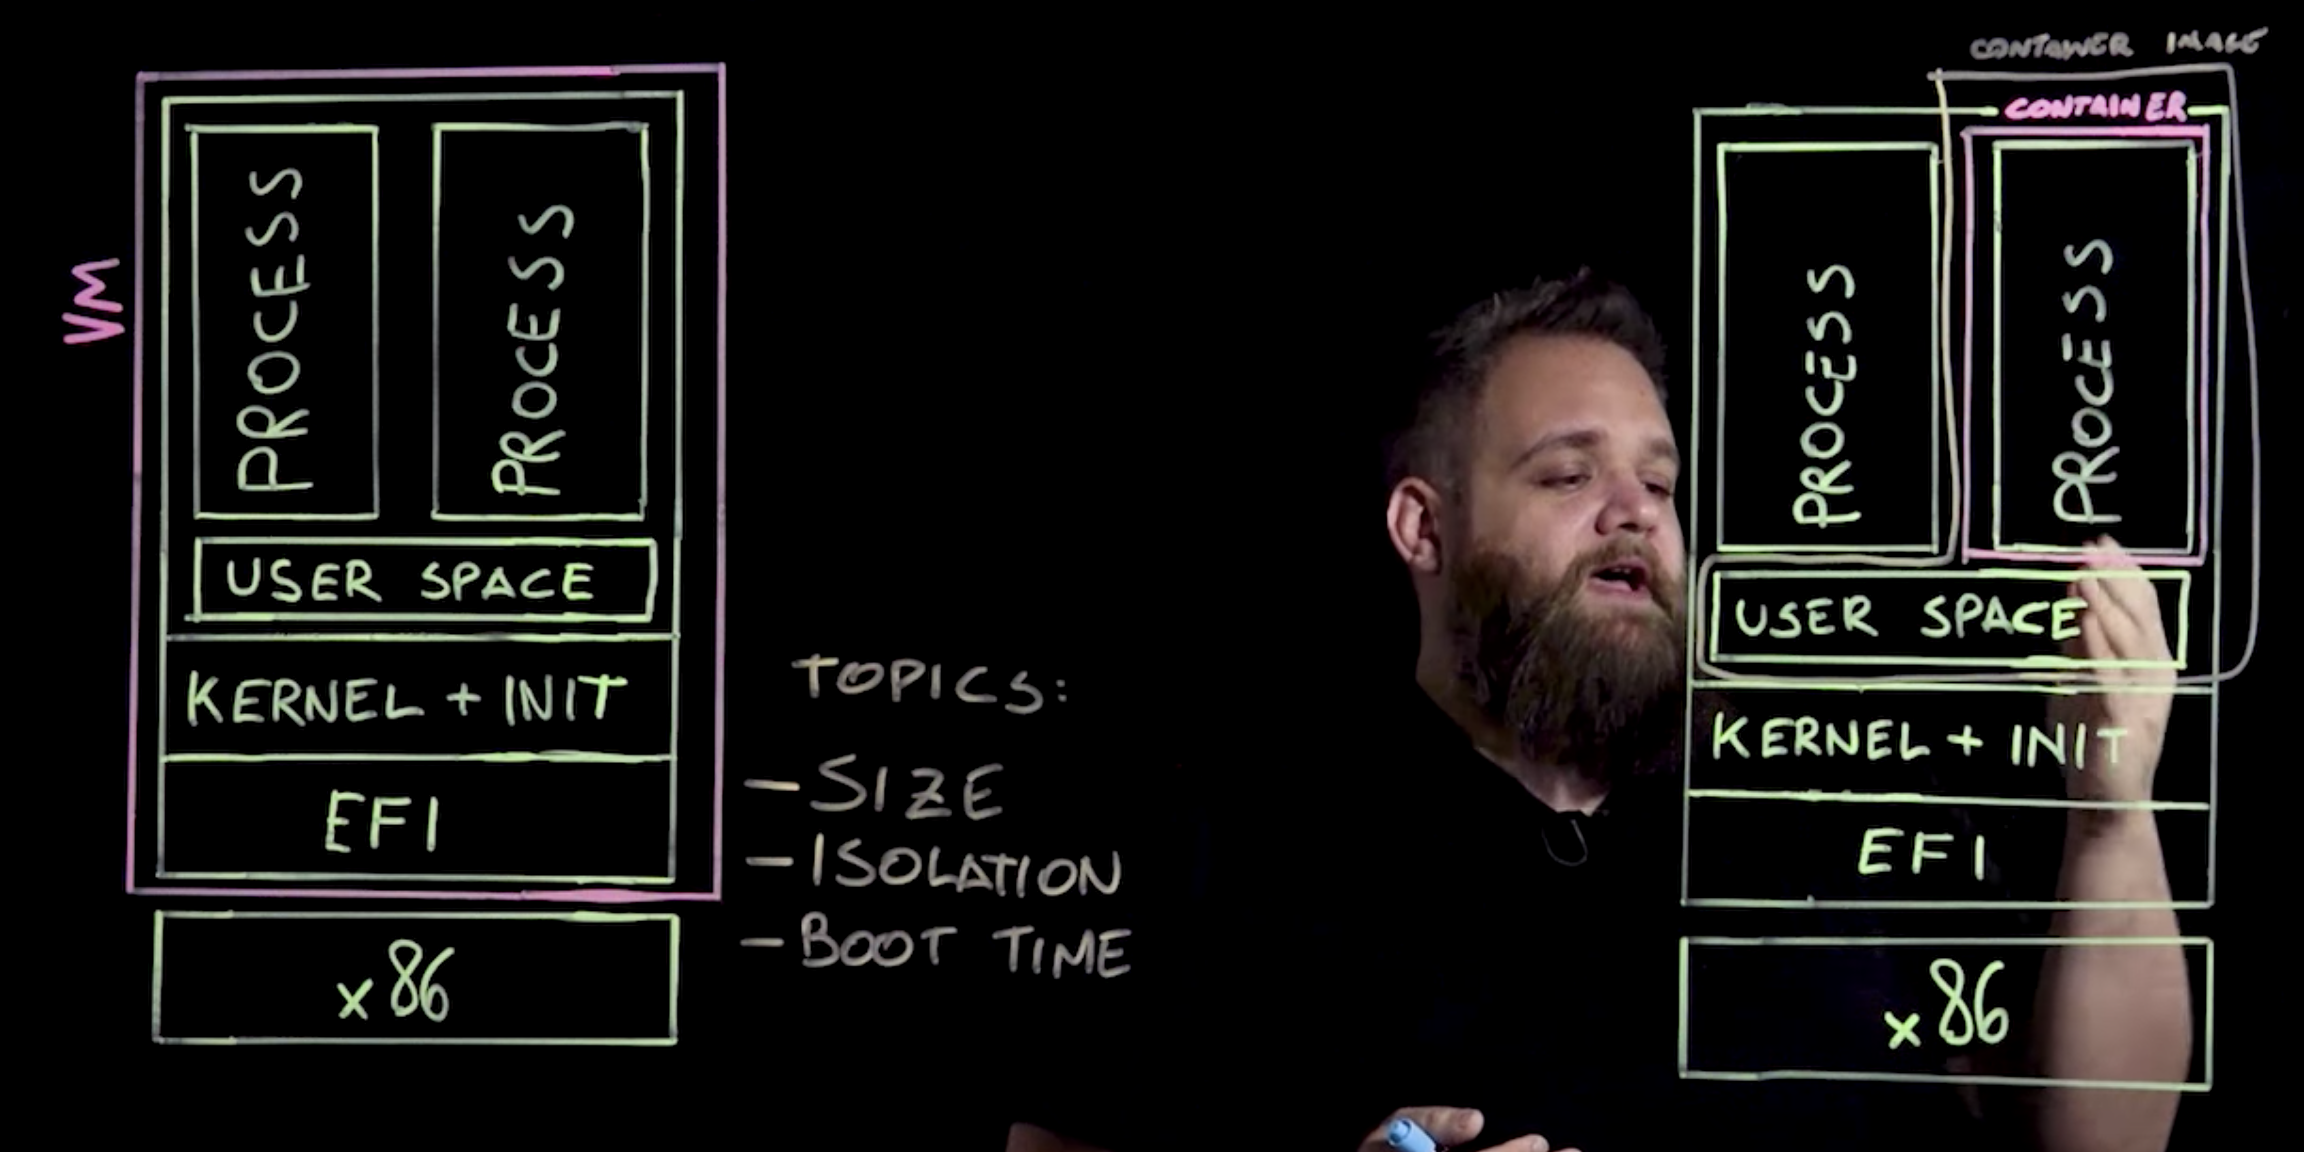 VM
PROCESS
PROCESS
USER SPACE
KERNEL + INIT
EFI
x86
TOPICS:
- SIZE
- ISOLATION
- BOOT TIME
CONTAINER IMAGE
CONTAINER
PROCESS
PROCESS
USER SPACE
KERNEL + INIT
EFI
x86